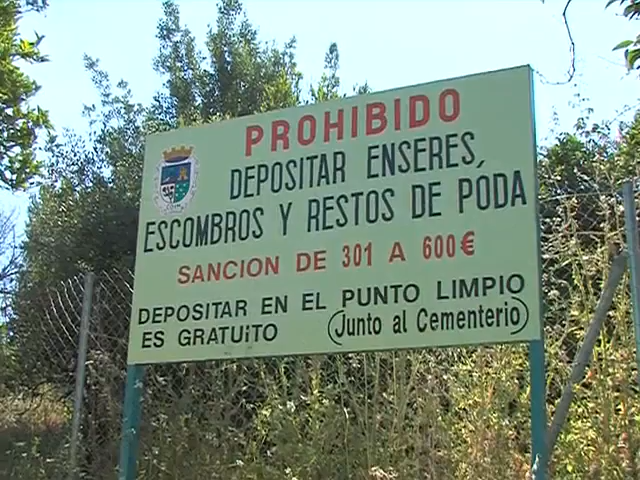 PROHIBIDO
DEPOSITAR ENSERES,
ESCOMBROS Y RESTOS DE PÓDA
SANCION DE 301 A 600€
DEPOSITAR EN EL PUNTO LIMPIO
ES GRATUiTO (Junto al Cementerio)